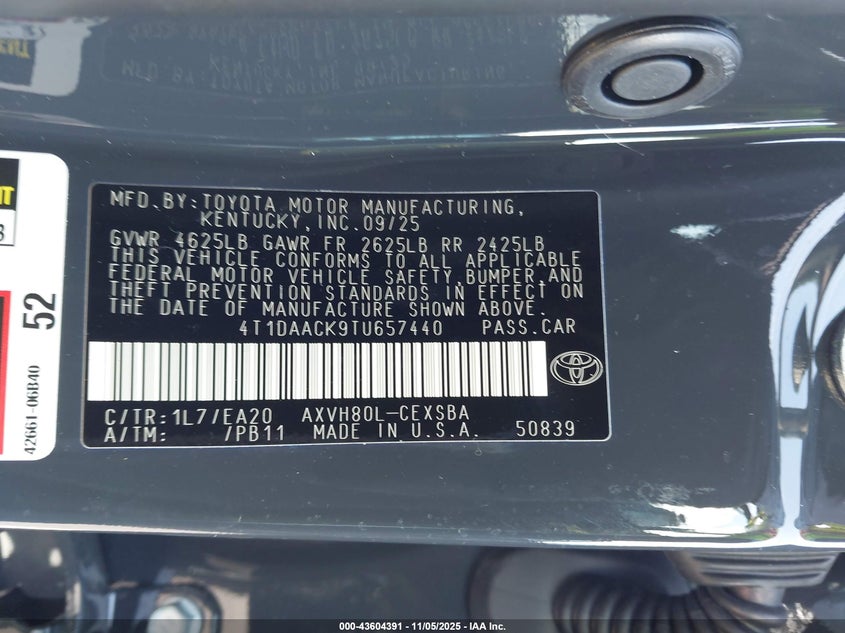 MFD.BY:TOYOTA MOTOR MANUFACTURING,
KENTUCKY, INC. 09/25
GVWR 4625LB GAWR FR 2625LB RR 2425LB
THIS VEHICLE CONFORMS TO ALL APPLICABLE
FEDERAL MOTOR VEHICLE SAFETY, BUMPER, AND
THEFT PREVENTION STANDARDS IN EFFECT ON
THE DATE OF MANUFACTURE SHOWN ABOVE.
4T1DAACK9TU657440 PASS.CAR
C/TR:1L7/EA20 AXVH80L-CEXSBA
A/TM: /PB11 MADE IN U.S.A. 50839
52
42661-06B40
000-43604391 - 11/05/2025 - IAA Inc.